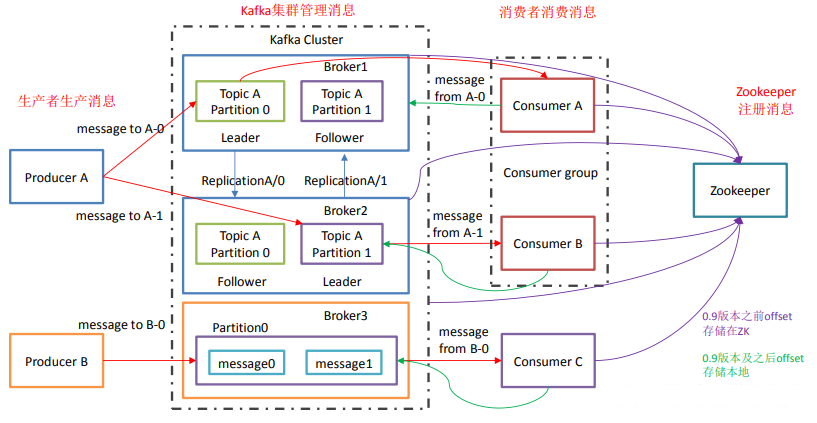 Kafka集群管理消息
消费者消费消息
Kafka Cluster
Broker1
Topic A
Partition 0
Topic A
Partition 1
Leader
Follower
生产者生产消息
message to A-0
Producer A
message to A-1
ReplicationA/0
ReplicationA/1
Broker2
Topic A
Partition 0
Topic A
Partition 1
Follower
Leader
Broker3
Partition0
message0
message1
message to B-0
Producer B
message
from A-0
Consumer A
Consumer group
message
from A-1
Consumer B
message
from B-0
Consumer C
Zookeeper
注册消息
Zookeeper
0.9版本之前offset
存储在ZK
0.9版本及之后offset
存储本地